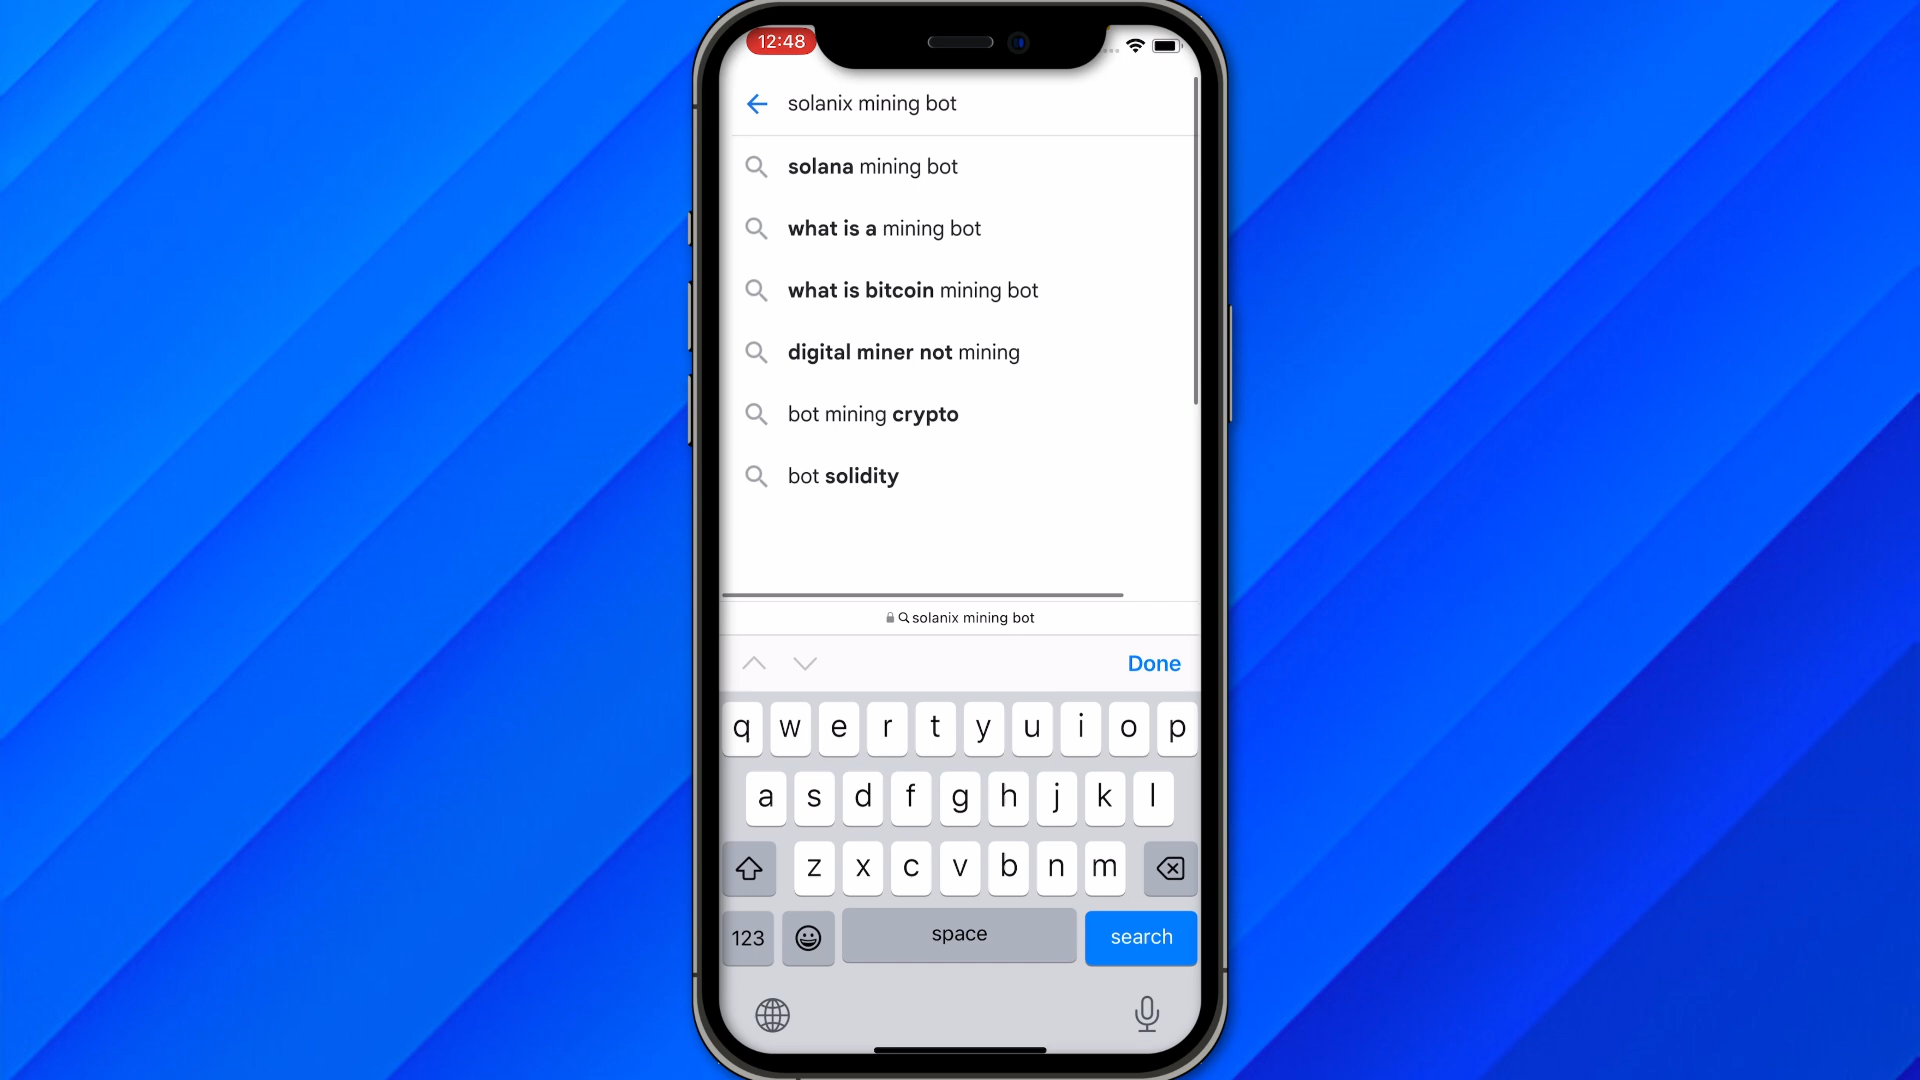 12:48
solanix mining bot
solana mining bot
what is a mining bot
what is bitcoin mining bot
digital miner not mining
bot mining crypto
bot solidity
solanix mining bot
Done
q w e r t y u i o p
a s d f g h j k l
z x c v b n m
123 space search